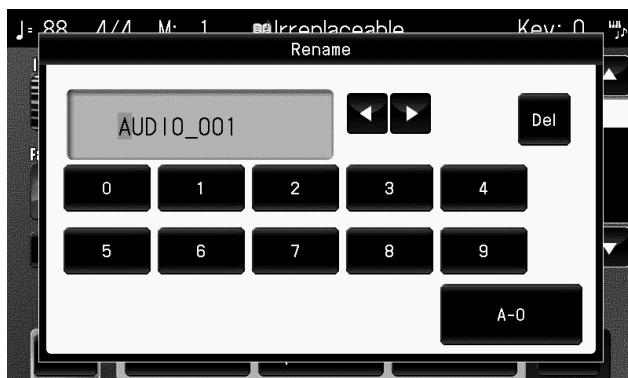 ♩= 88 4/4 M: 1 Irreplaceable Key: 0
Rename
AUDIO_001
Del
0 1 2 3 4
5 6 7 8 9
A-O